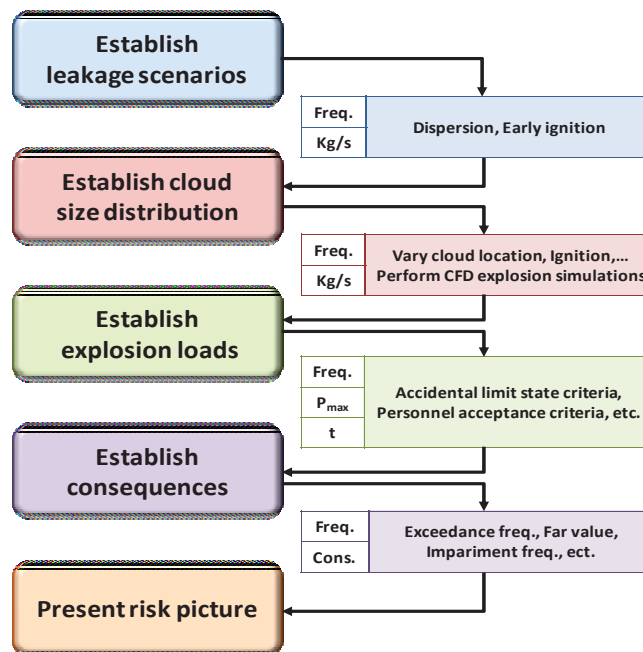 Establish
leakage scenarios
Freq.
Kg/s
Dispersion, Early ignition
Establish cloud
size distribution
Freq.
Kg/s
Vary cloud location, Ignition,...
Perform CFD explosion simulations
Establish
explosion loads
Freq.
Pmax
t
Accidental limit state criteria,
Personnel acceptance criteria, etc.
Establish
consequences
Freq.
Cons.
Exceedance freq., Far value,
Impariment freq., ect.
Present risk picture